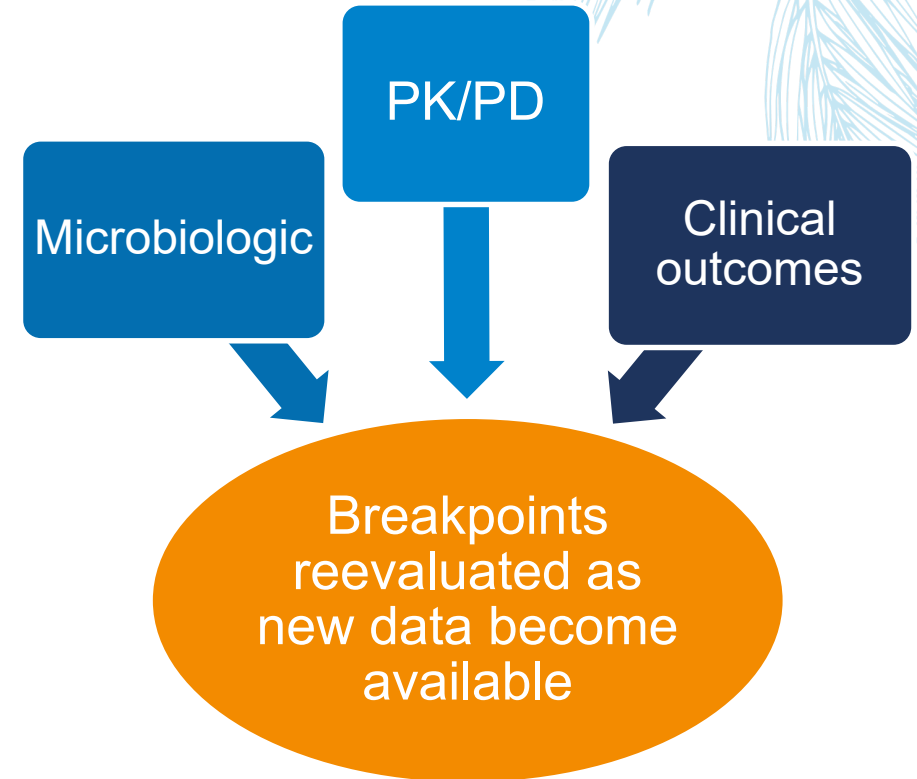 PK/PD
Microbiologic
Clinical
outcomes
Breakpoints
reevaluated as
new data become
available